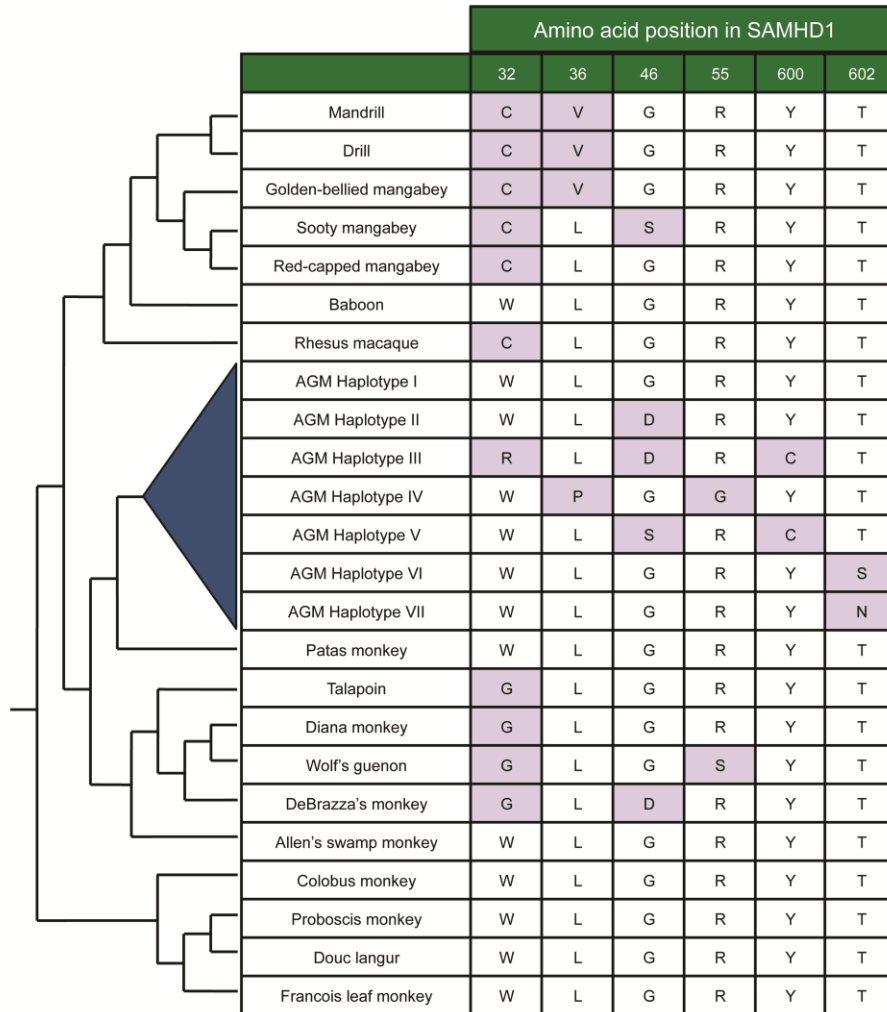 Amino acid position in SAMHD1
32 36 46 55 600 602
Mandrill C V G R Y T
Drill C V G R Y T
Golden-bellied mangabey C V G R Y T
Sooty mangabey C L S R Y T
Red-capped mangabey C L G R Y T
Baboon W L G R Y T
Rhesus macaque C L G R Y T
AGM Haplotype I W L G R Y T
AGM Haplotype II W L D R Y T
AGM Haplotype III R L D R C T
AGM Haplotype IV W P G G Y T
AGM Haplotype V W L S R C T
AGM Haplotype VI W L G R Y S
AGM Haplotype VII W L G R Y N
Patas monkey W L G R Y T
Talapoin G L G R Y T
Diana monkey G L G R Y T
Wolf's guenon G L G S Y T
DeBrazza's monkey G L D R Y T
Allen's swamp monkey W L G R Y T
Colobus monkey W L G R Y T
Proboscis monkey W L G R Y T
Douc langur W L G R Y T
Francois leaf monkey W L G R Y T